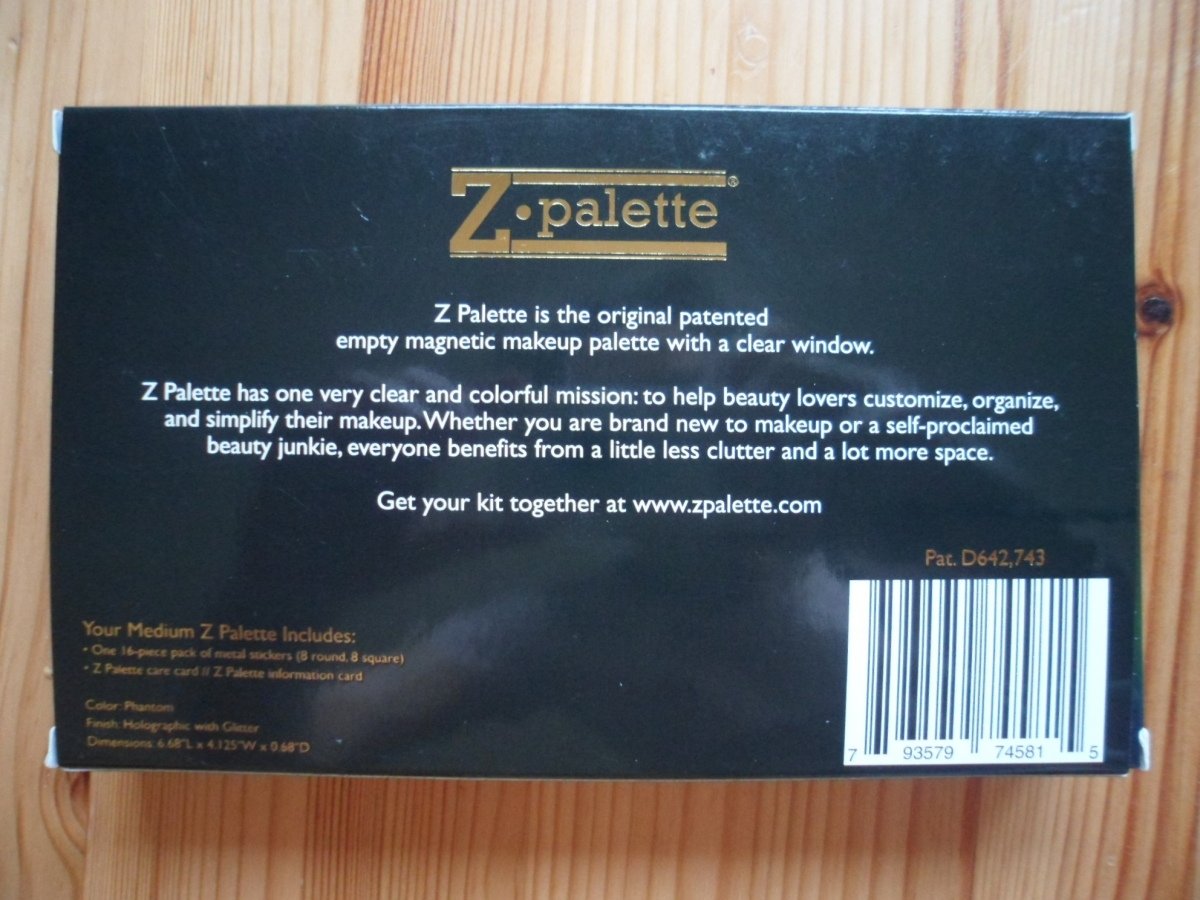 Z·palette®
Z Palette is the original patented
empty magnetic makeup palette with a clear window.
Z Palette has one very clear and colorful mission: to help beauty lovers customize, organize,
and simplify their makeup. Whether you are brand new to makeup or a self-proclaimed
beauty junkie, everyone benefits from a little less clutter and a lot more space.
Get your kit together at www.zpalette.com
Pat. D642,743
Your Medium Z Palette Includes:
• One 16-piece pack of metal stickers (8 round, 8 square)
• Z Palette care card // Z Palette information card
Color: Phantom
Finish: Holographic with Glitter
Dimensions: 6.68"L x 4.125"W x 0.68"D
7 93579 74581 5